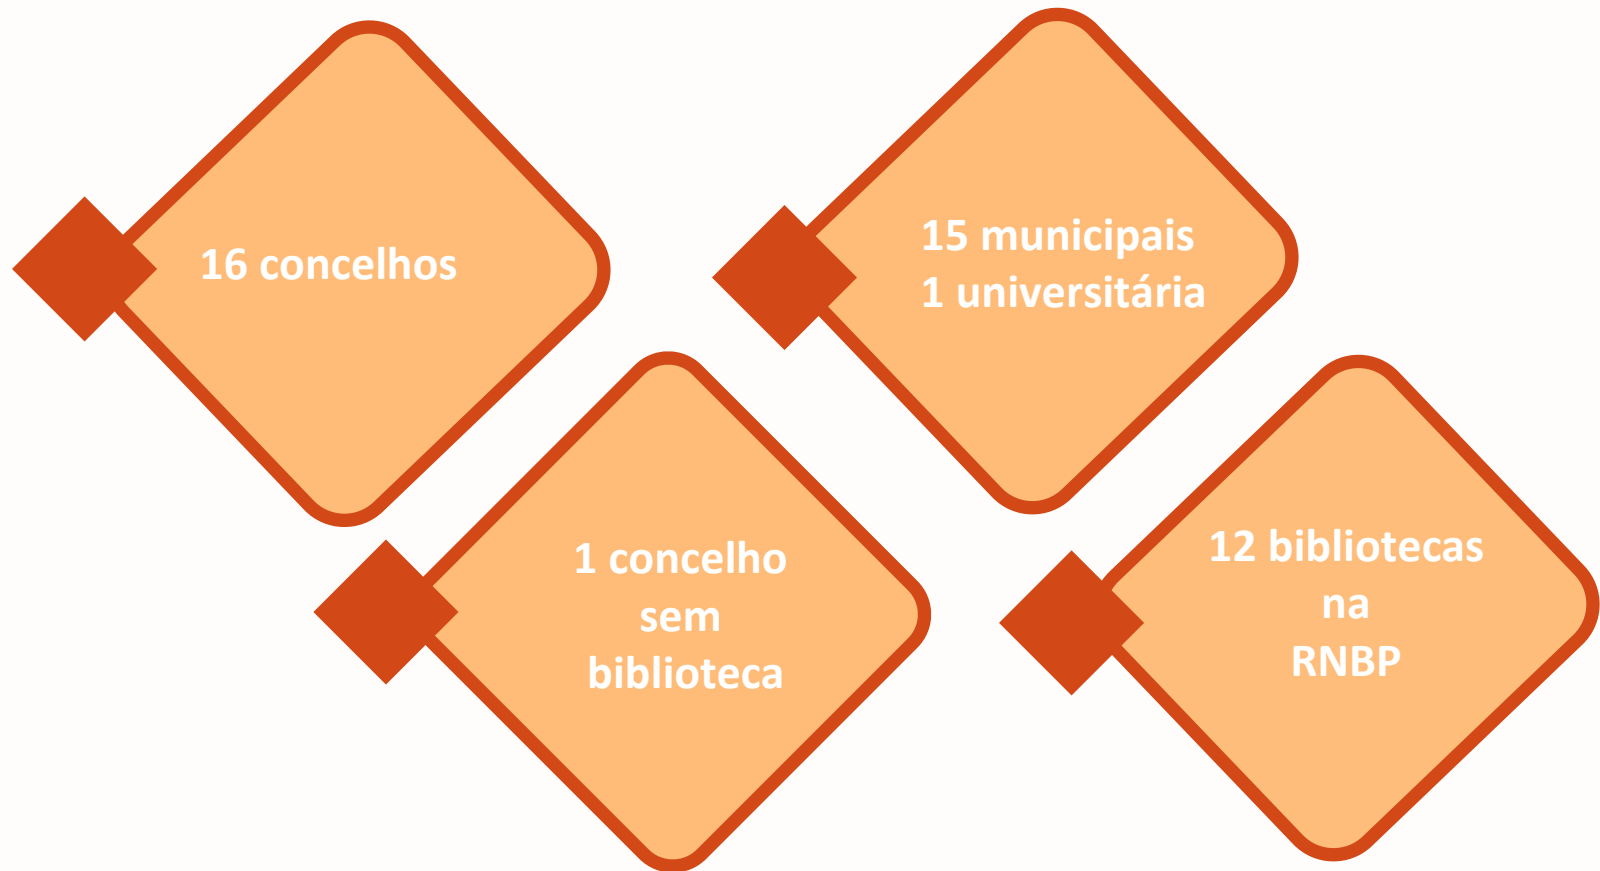 16 concelhos
15 municipais
1 universitária
1 concelho
sem
biblioteca
12 bibliotecas
na
RNBP